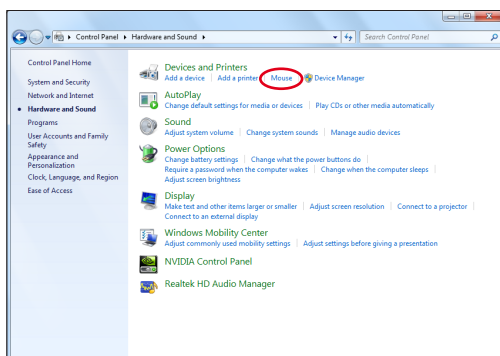 Control Panel ▸ Hardware and Sound ▸
Search Control Panel
Control Panel Home
System and Security
Network and Internet
Hardware and Sound
Programs
User Accounts and Family
Safety
Appearance and
Personalization
Clock, Language, and Region
Ease of Access
Devices and Printers
Add a device | Add a printer | Mouse | Device Manager
AutoPlay
Change default settings for media or devices | Play CDs or other media automatically
Sound
Adjust system volume | Change system sounds | Manage audio devices
Power Options
Change battery settings | Change what the power buttons do |
Require a password when the computer wakes | Change when the computer sleeps |
Adjust screen brightness
Display
Make text and other items larger or smaller | Adjust screen resolution | Connect to a projector |
Connect to an external display
Windows Mobility Center
Adjust commonly used mobility settings | Adjust settings before giving a presentation
NVIDIA Control Panel
Realtek HD Audio Manager